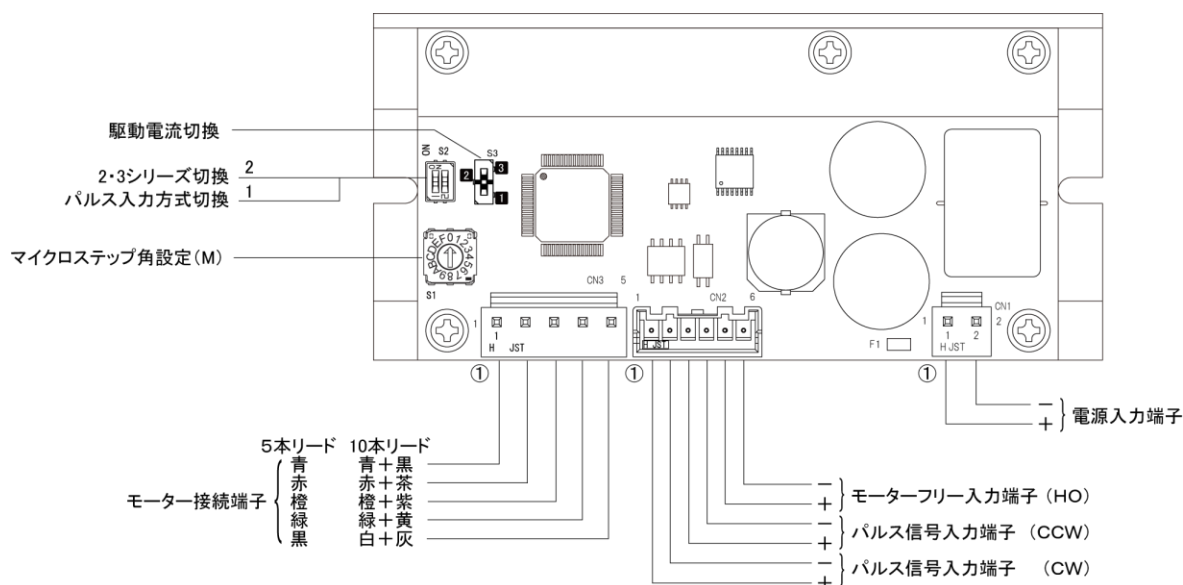 駆動電流切換
2・3シリーズ切換 2
パルス入力方式切換 1
マイクロステップ角設定(M)
ON S2
ON
1 2
S3
3
2
1
0123456789ABCDEF
S1
CN3 5
1
1
H JST
①
1 CN2 6
H JST
①
F1
CN1
1 2
1 2
H JST
①
5本リード 10本リード
青 青+黒
赤 赤+茶
橙 橙+紫
緑 緑+黄
黒 白+灰
モーター接続端子
－
+
電源入力端子
－
+
モーターフリー入力端子(HO)
－
+
パルス信号入力端子 (CCW)
－
+
パルス信号入力端子 (CW)